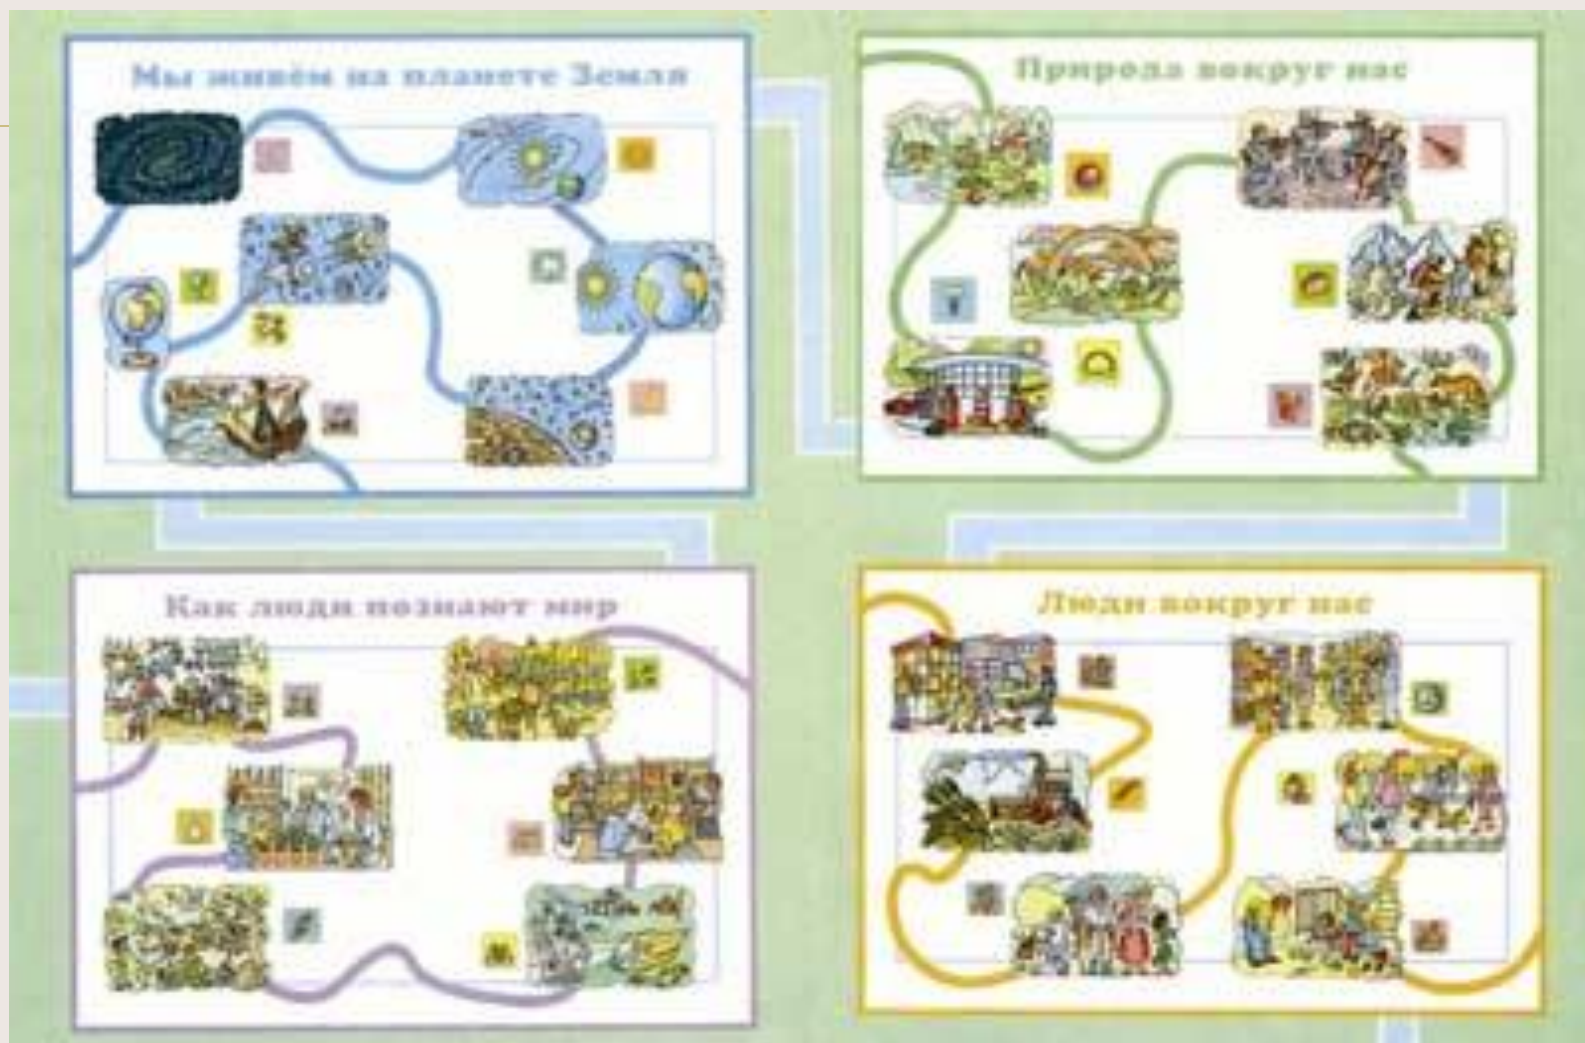 Мы живём на планете Земля
Природа вокруг нас
Как люди познают мир
Люди вокруг нас